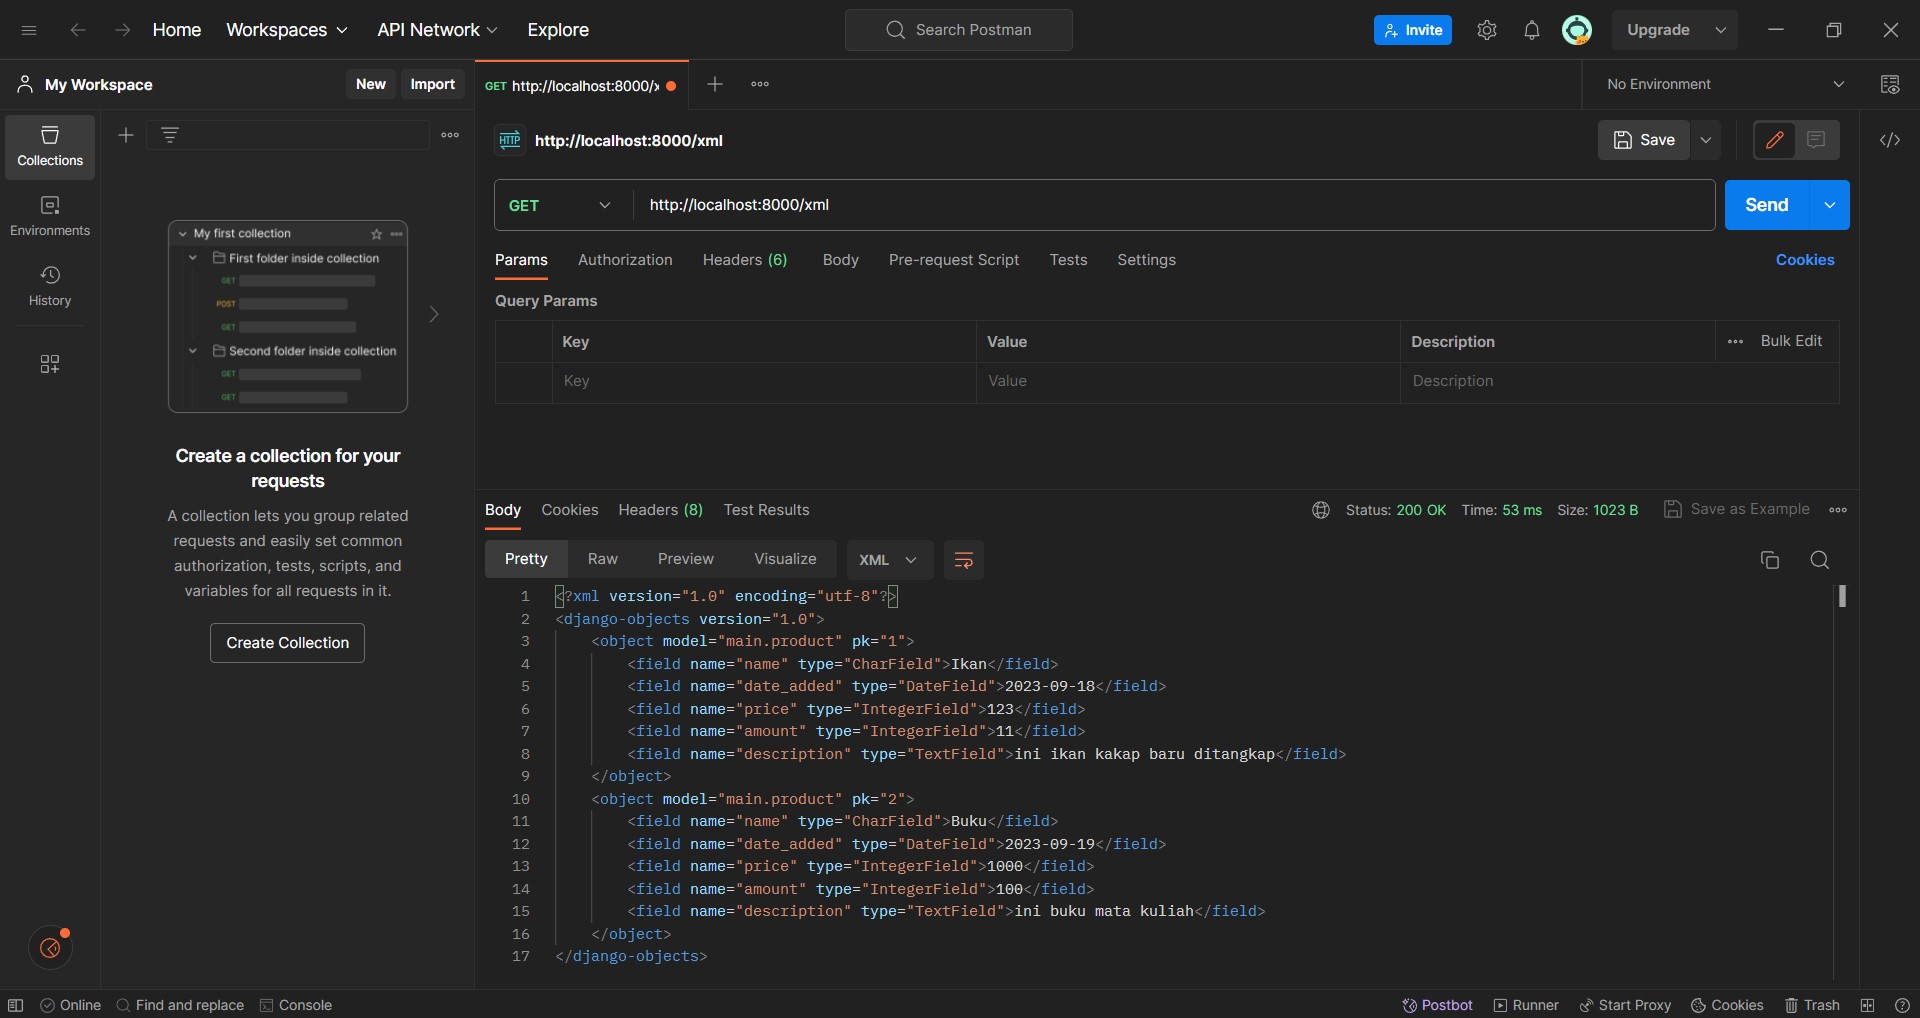 Home Workspaces API Network Explore Search Postman Invite Upgrade
My Workspace New Import GET http://localhost:8000/x No Environment
Collections
Environments
History
My first collection
First folder inside collection
GET
POST
GET
Second folder inside collection
GET
GET
Create a collection for your
requests
A collection lets you group related
requests and easily set common
authorization, tests, scripts, and
variables for all requests in it.
Create Collection
HTTP http://localhost:8000/xml Save
GET http://localhost:8000/xml Send
Params Authorization Headers (6) Body Pre-request Script Tests Settings Cookies
Query Params
Key Value Description Bulk Edit
Key Value Description
Body Cookies Headers (8) Test Results Status: 200 OK Time: 53 ms Size: 1023 B Save as Example
Pretty Raw Preview Visualize XML
1 <?xml version="1.0" encoding="utf-8"?>
2 <django-objects version="1.0">
3 <object model="main.product" pk="1">
4 <field name="name" type="CharField">Ikan</field>
5 <field name="date_added" type="DateField">2023-09-18</field>
6 <field name="price" type="IntegerField">123</field>
7 <field name="amount" type="IntegerField">11</field>
8 <field name="description" type="TextField">ini ikan kakap baru ditangkap</field>
9 </object>
10 <object model="main.product" pk="2">
11 <field name="name" type="CharField">Buku</field>
12 <field name="date_added" type="DateField">2023-09-19</field>
13 <field name="price" type="IntegerField">1000</field>
14 <field name="amount" type="IntegerField">100</field>
15 <field name="description" type="TextField">ini buku mata kuliah</field>
16 </object>
17 </django-objects>
Online Find and replace Console Postbot Runner Start Proxy Cookies Trash